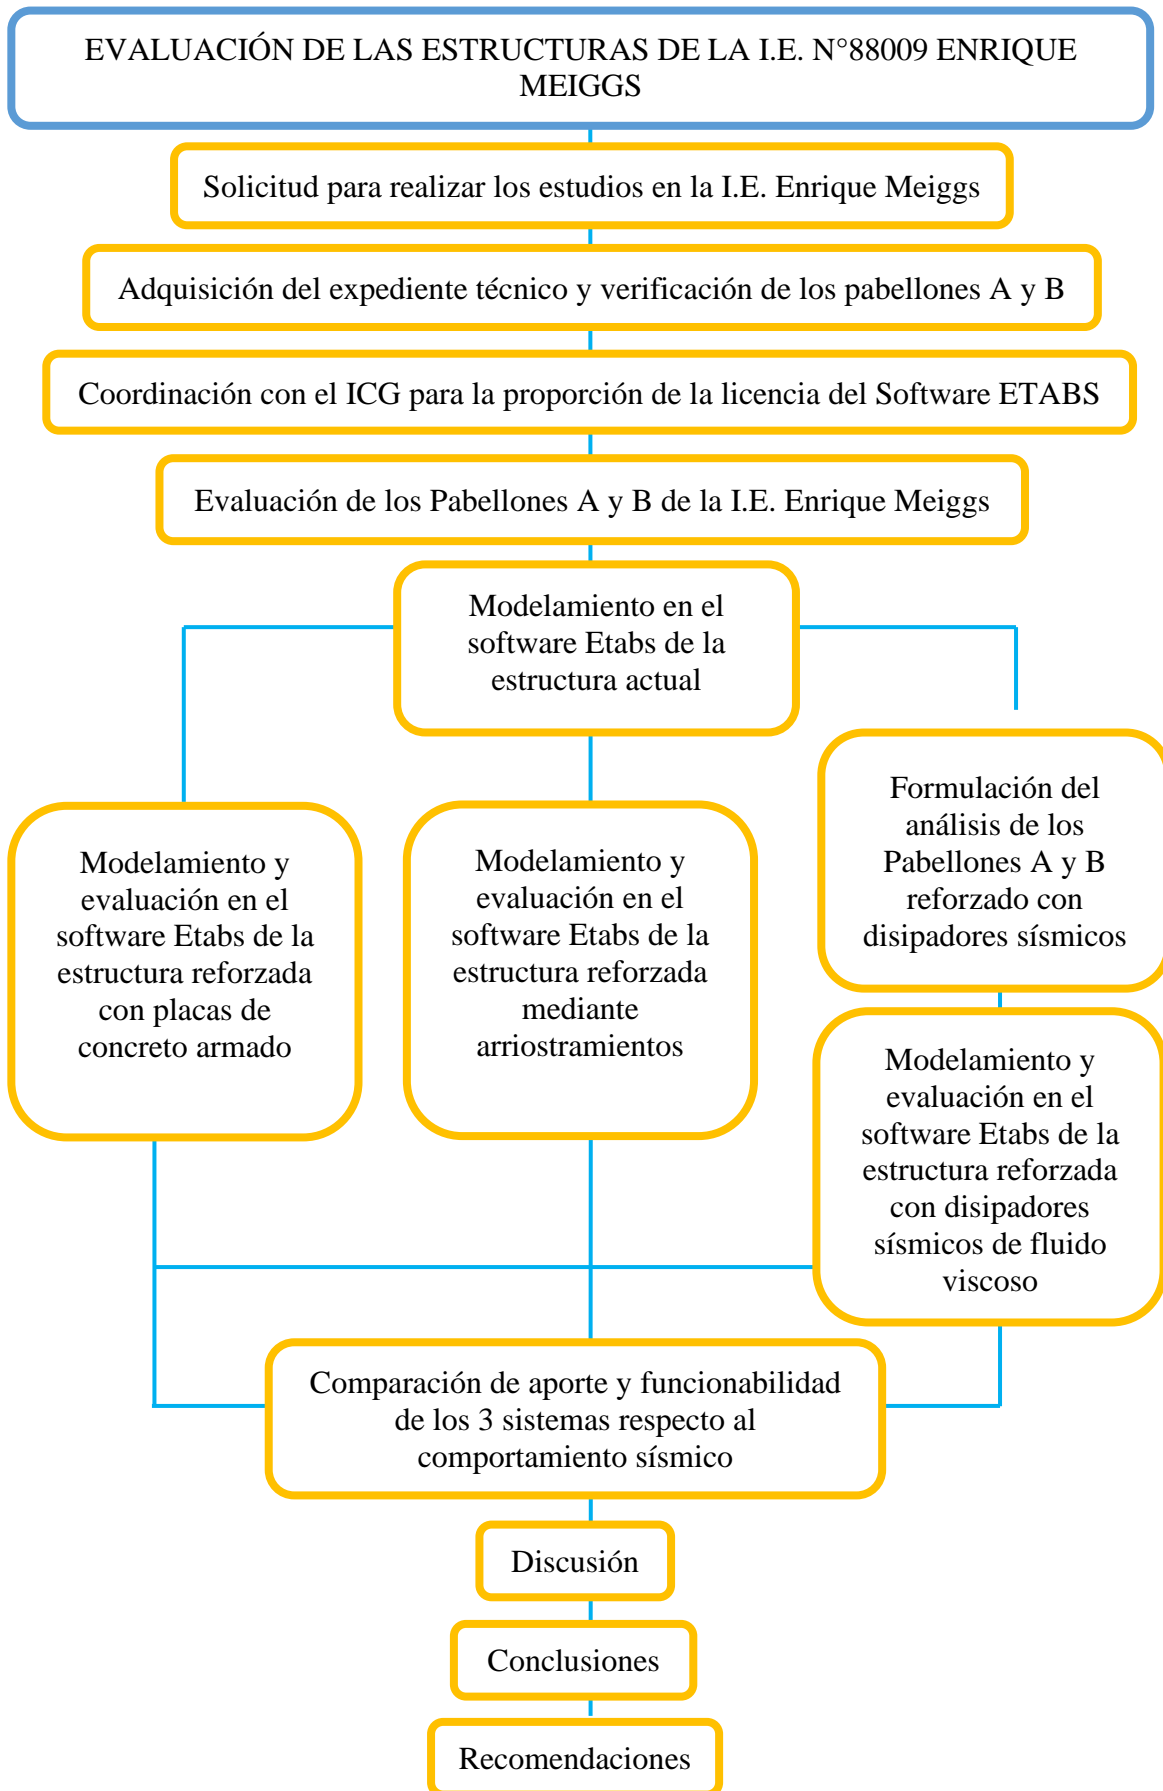 EVALUACIÓN DE LAS ESTRUCTURAS DE LA I.E. N°88009 ENRIQUE
MEIGGS
Solicitud para realizar los estudios en la I.E. Enrique Meiggs
Adquisición del expediente técnico y verificación de los pabellones A y B
Coordinación con el ICG para la proporción de la licencia del Software ETABS
Evaluación de los Pabellones A y B de la I.E. Enrique Meiggs
Modelamiento en el
software Etabs de la
estructura actual
Modelamiento y
evaluación en el
software Etabs de la
estructura reforzada
con placas de
concreto armado
Modelamiento y
evaluación en el
software Etabs de la
estructura reforzada
mediante
arriostramientos
Formulación del
análisis de los
Pabellones A y B
reforzado con
disipadores sísmicos
Modelamiento y
evaluación en el
software Etabs de la
estructura reforzada
con disipadores
sísmicos de fluido
viscoso
Comparación de aporte y funcionabilidad
de los 3 sistemas respecto al
comportamiento sísmico
Discusión
Conclusiones
Recomendaciones